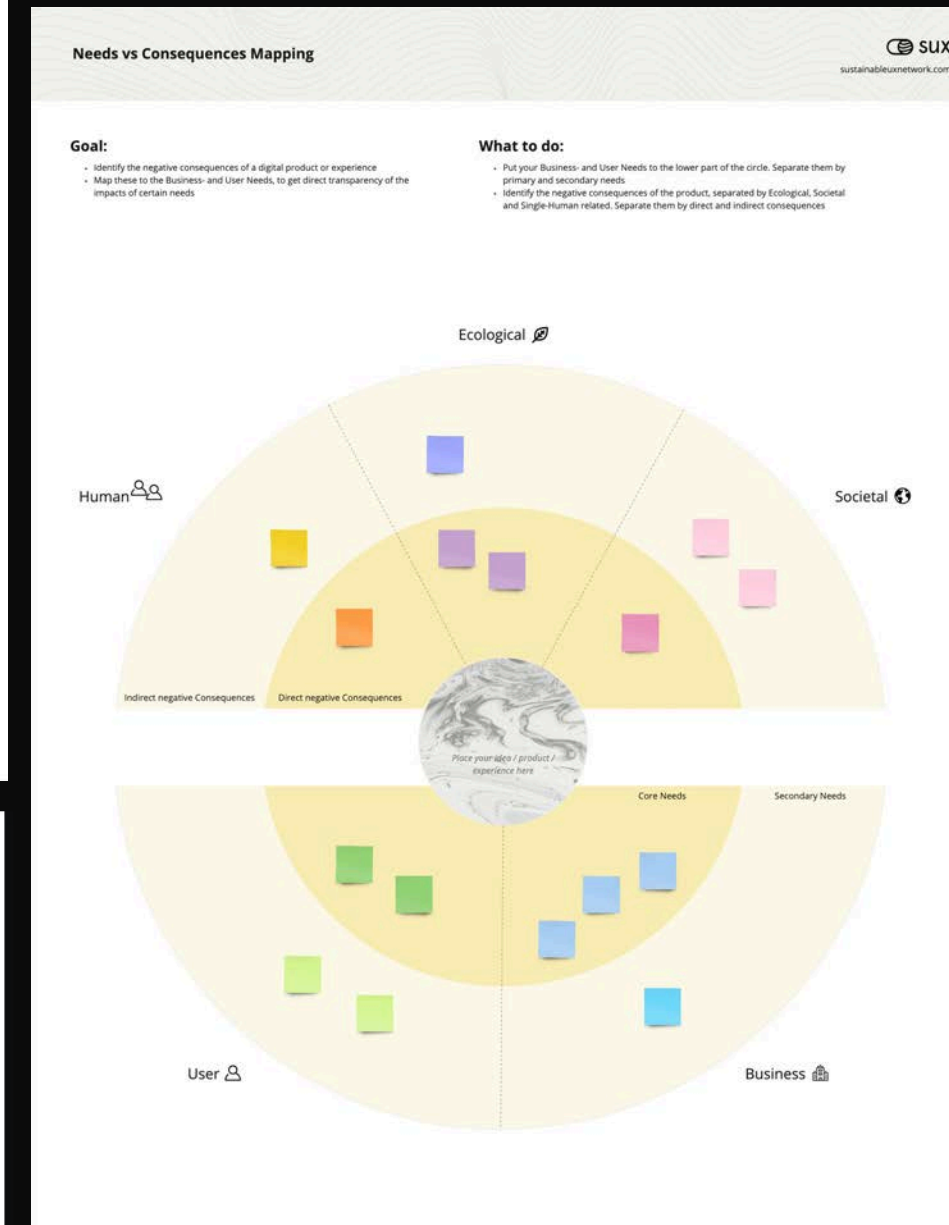 Needs vs Consequences Mapping
sux
sustainableuxnetwork.com
Goal:
• Identify the negative consequences of a digital product or experience
• Map these to the Business- and User Needs, to get direct transparency of the
impacts of certain needs
What to do:
• Put your Business- and User Needs to the lower part of the circle. Separate them by
primary and secondary needs
• Identify the negative consequences of the product, separated by Ecological, Societal
and Single-Human related. Separate them by direct and indirect consequences
Ecological
Human
Societal
Indirect negative Consequences
Direct negative Consequences
Place your idea / product /
experience here
Core Needs
Secondary Needs
User
Business